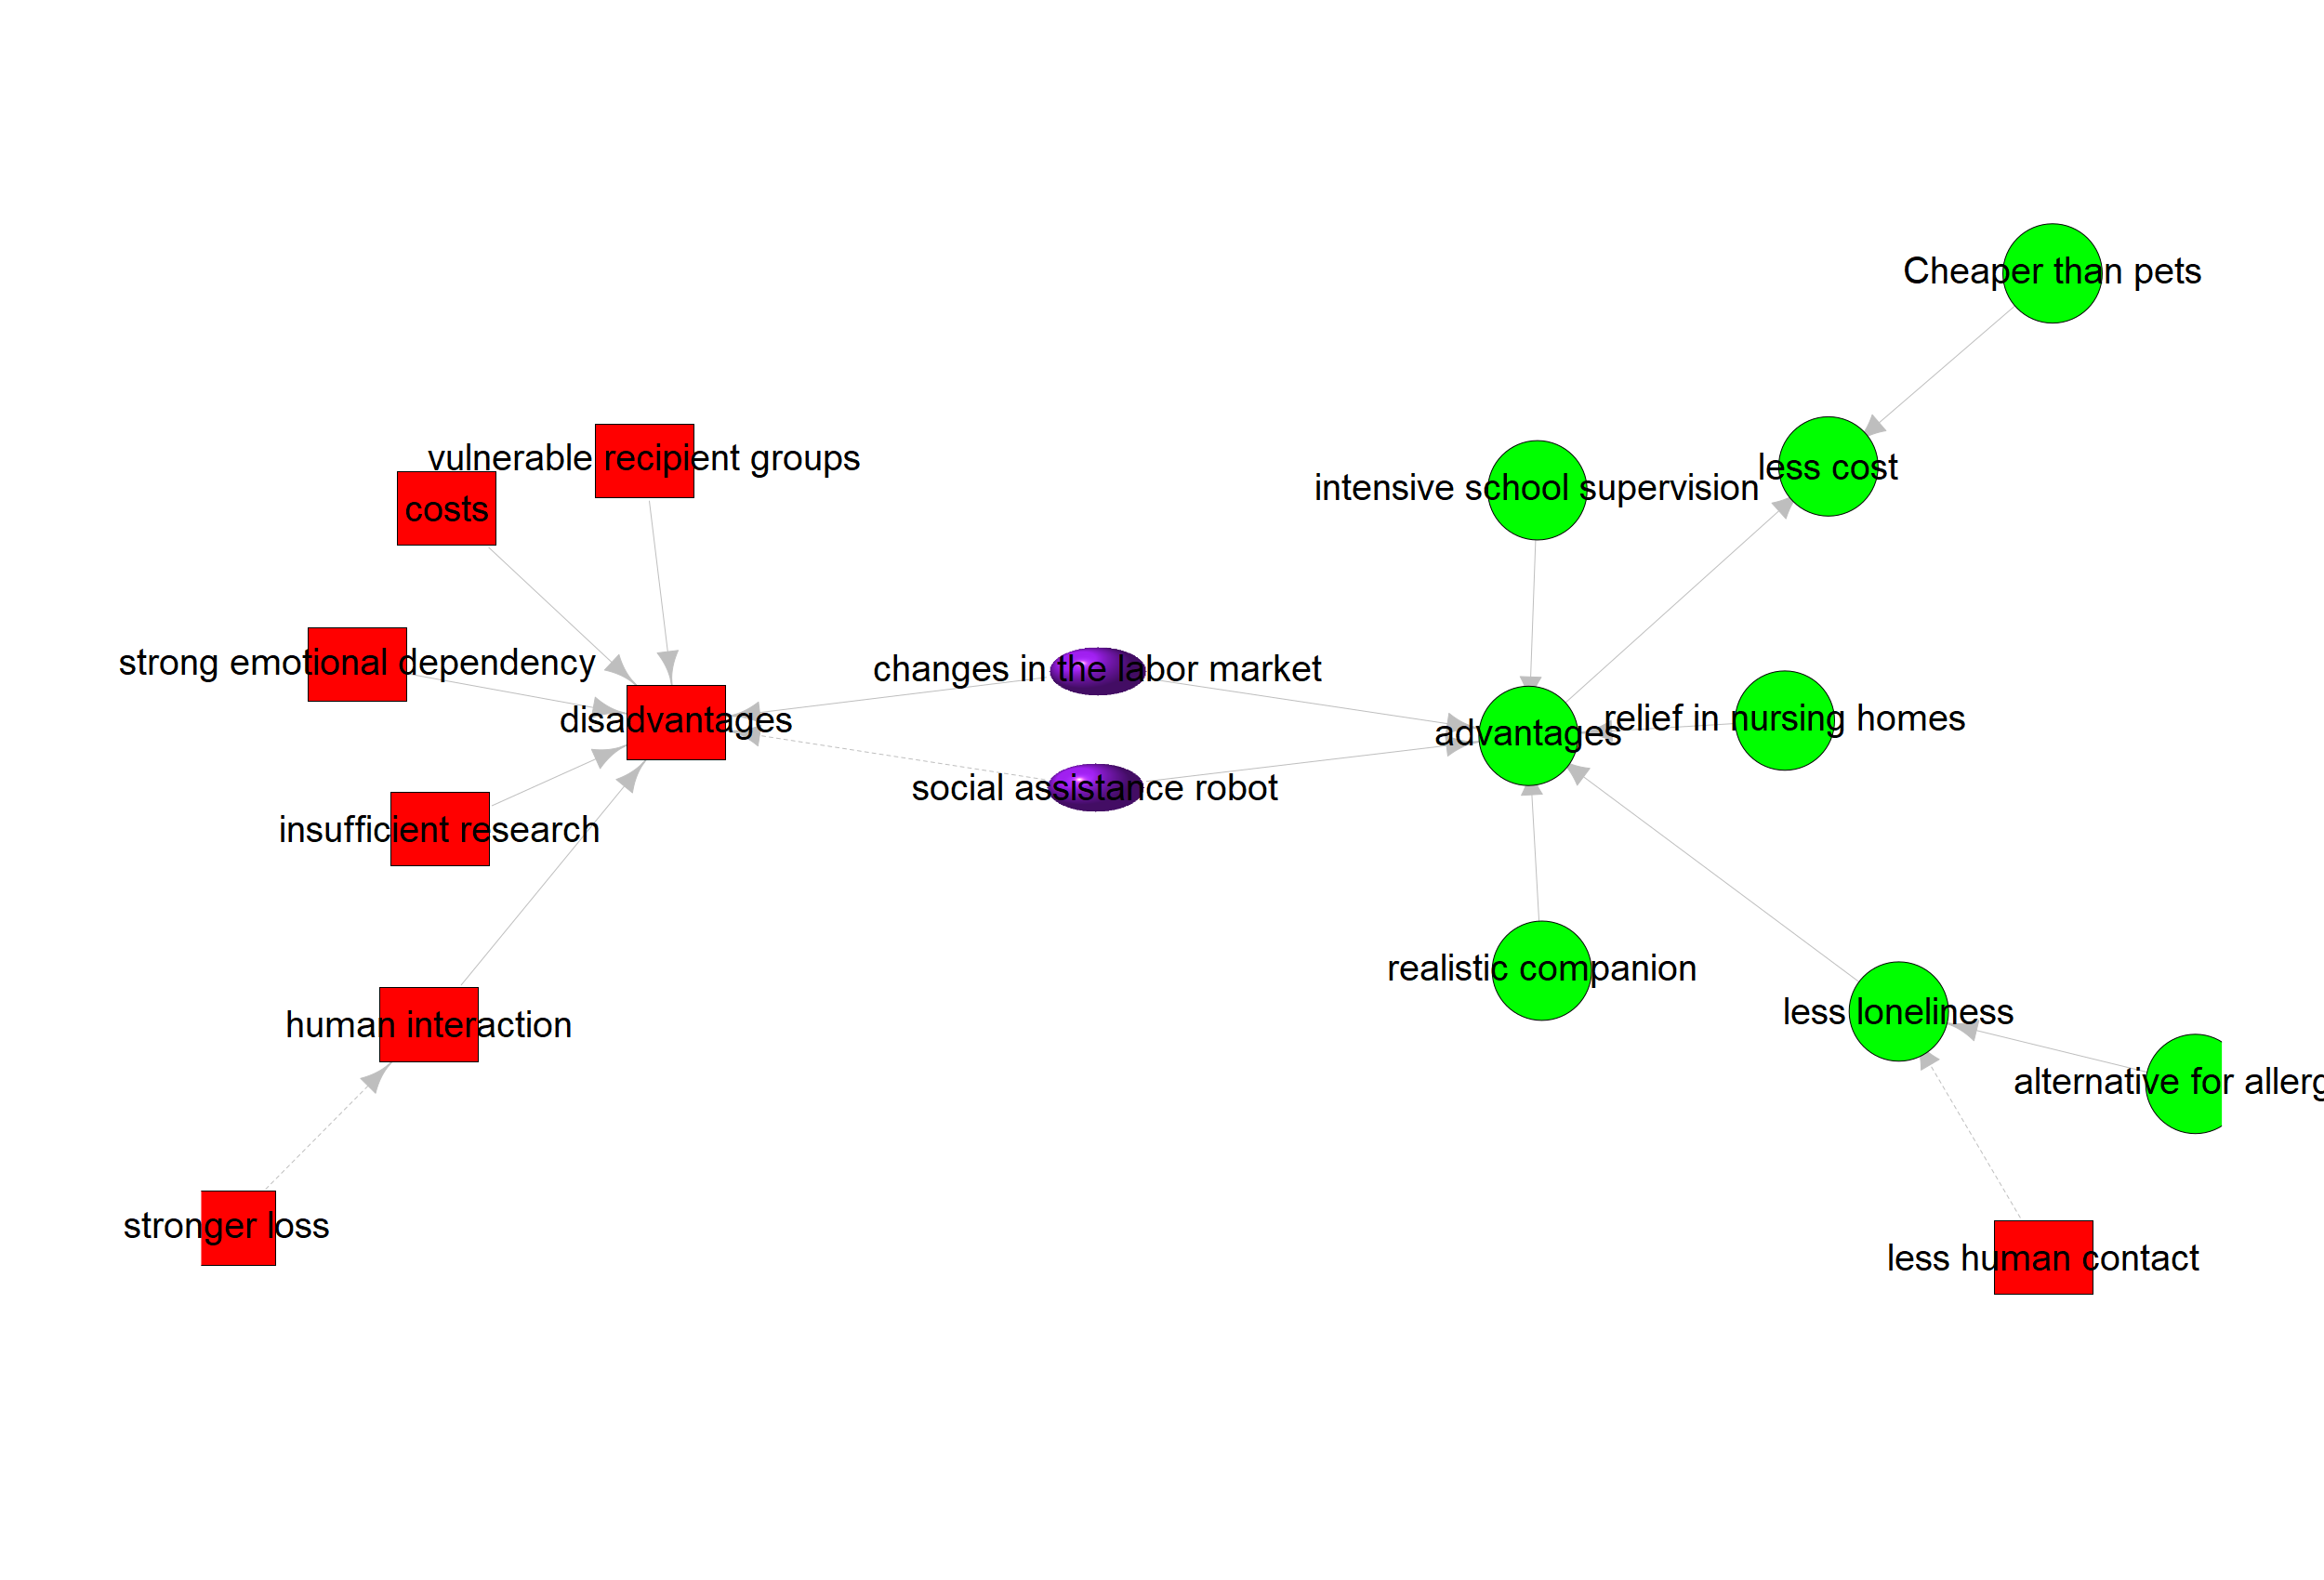 Cheaper than pets
vulnerable recipient groups
less cost
intensive school supervision
costs
strong emotional dependency
changes in the labor market
disadvantages
relief in nursing homes
advantages
social assistance robot
insufficient research
realistic companion
less loneliness
human interaction
alternative for allerg
stronger loss
less human contact